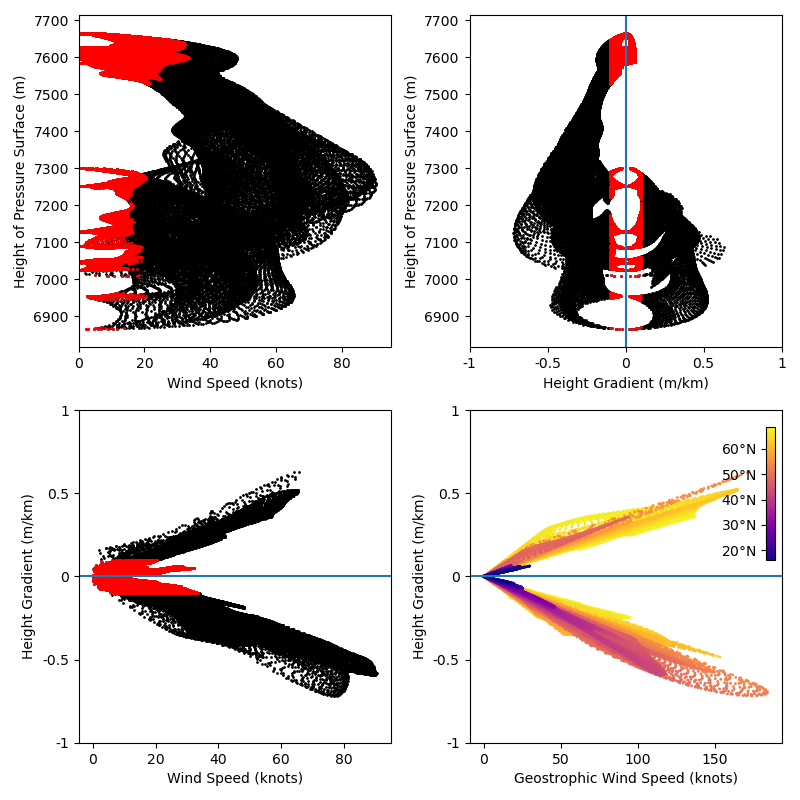 7700
7600
7500
7400
7300
7200
7100
7000
6900
Height of Pressure Surface (m)
0 20 40 60 80
Wind Speed (knots)
7700
7600
7500
7400
7300
7200
7100
7000
6900
Height of Pressure Surface (m)
-1 -0.5 0 0.5 1
Height Gradient (m/km)
1
0.5
0
-0.5
-1
Height Gradient (m/km)
0 20 40 60 80
Wind Speed (knots)
1
0.5
0
-0.5
-1
Height Gradient (m/km)
60°N
50°N
40°N
30°N
20°N
0 50 100 150
Geostrophic Wind Speed (knots)